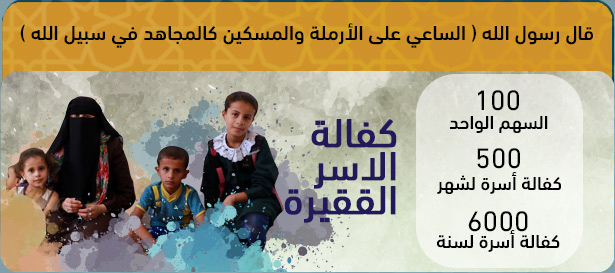 قال رسول الله ( الساعي على الأرملة والمسكين كالمجاهد في سبيل الله )
كفالة
الاسر
الفقيرة
100
السهم الواحد
500
كفالة أسرة لشهر
6000
كفالة أسرة لسنة